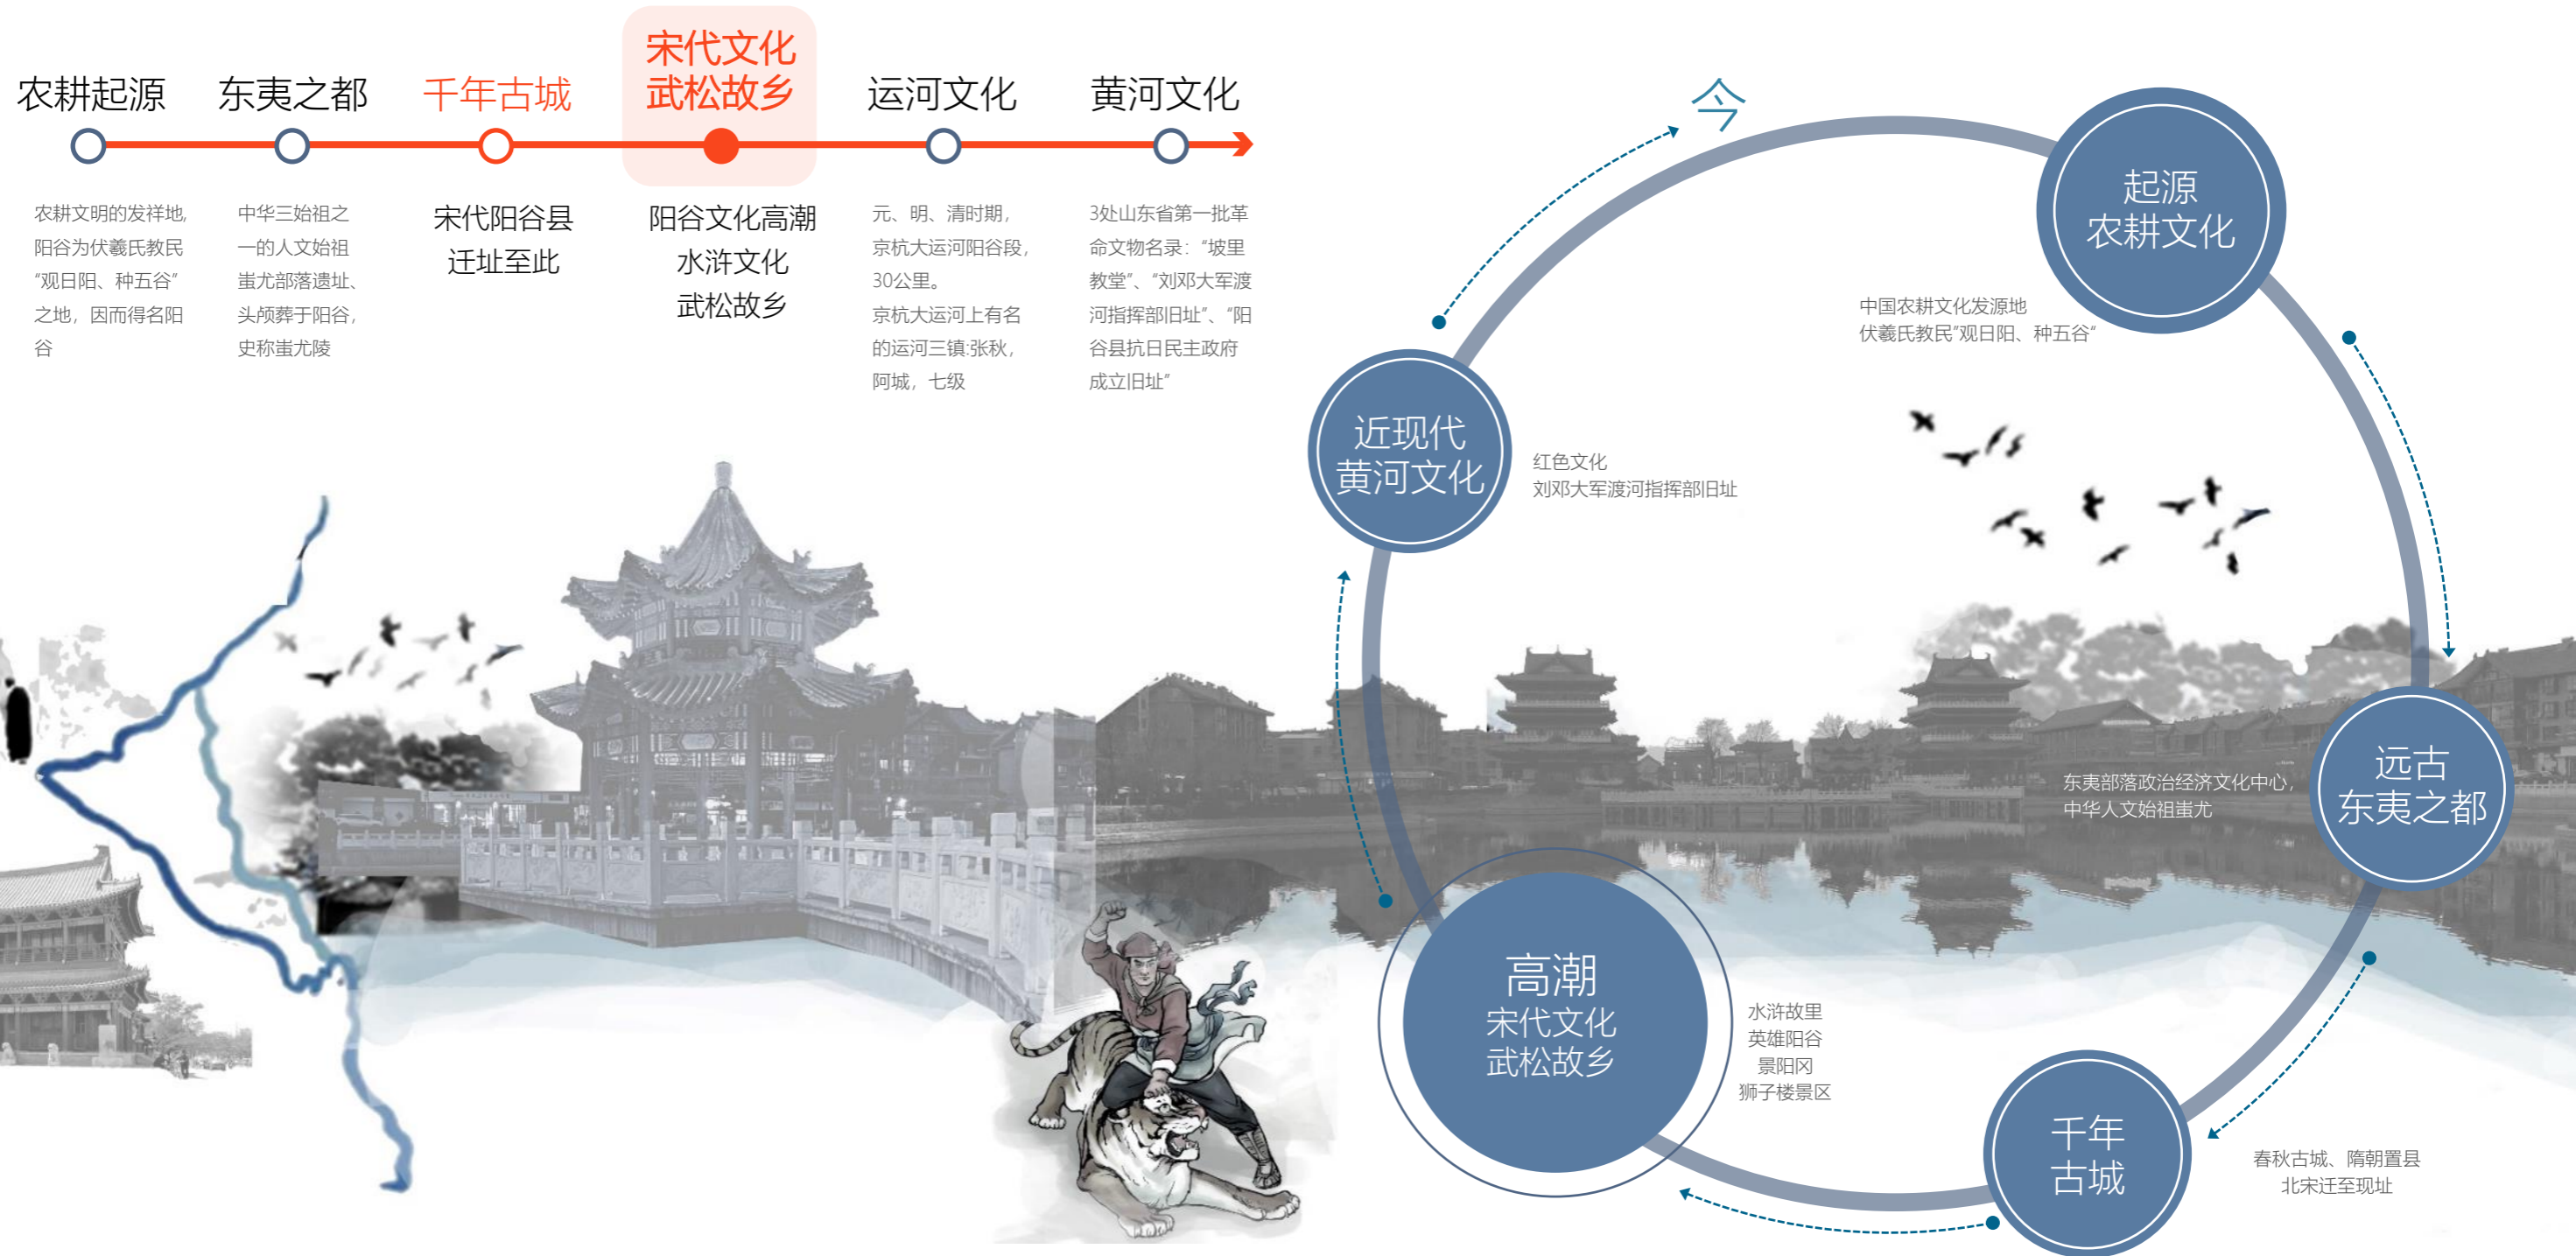 农耕起源
东夷之都
千年古城
宋代文化
武松故乡
运河文化
黄河文化
农耕文明的发祥地,
阳谷为伏羲氏教民
“观日阳、种五谷”
之地，因而得名阳
谷
中华三始祖之
一的人文始祖
蚩尤部落遗址、
头颅葬于阳谷，
史称蚩尤陵
宋代阳谷县
迁址至此
阳谷文化高潮
水浒文化
武松故乡
元、明、清时期，
京杭大运河阳谷段，
30公里。
京杭大运河上有名
的运河三镇:张秋，
阿城，七级
3处山东省第一批革
命文物名录：“坡里
教堂”、“刘邓大军渡
河指挥部旧址”、“阳
谷县抗日民主政府
成立旧址”
今
起源
农耕文化
中国农耕文化发源地
伏羲氏教民”观日阳、种五谷“
近现代
黄河文化
红色文化
刘邓大军渡河指挥部旧址
远古
东夷之都
东夷部落政治经济文化中心，
中华人文始祖蚩尤
高潮
宋代文化
武松故乡
水浒故里
英雄阳谷
景阳冈
狮子楼景区
千年
古城
春秋古城、隋朝置县
北宋迁至现址